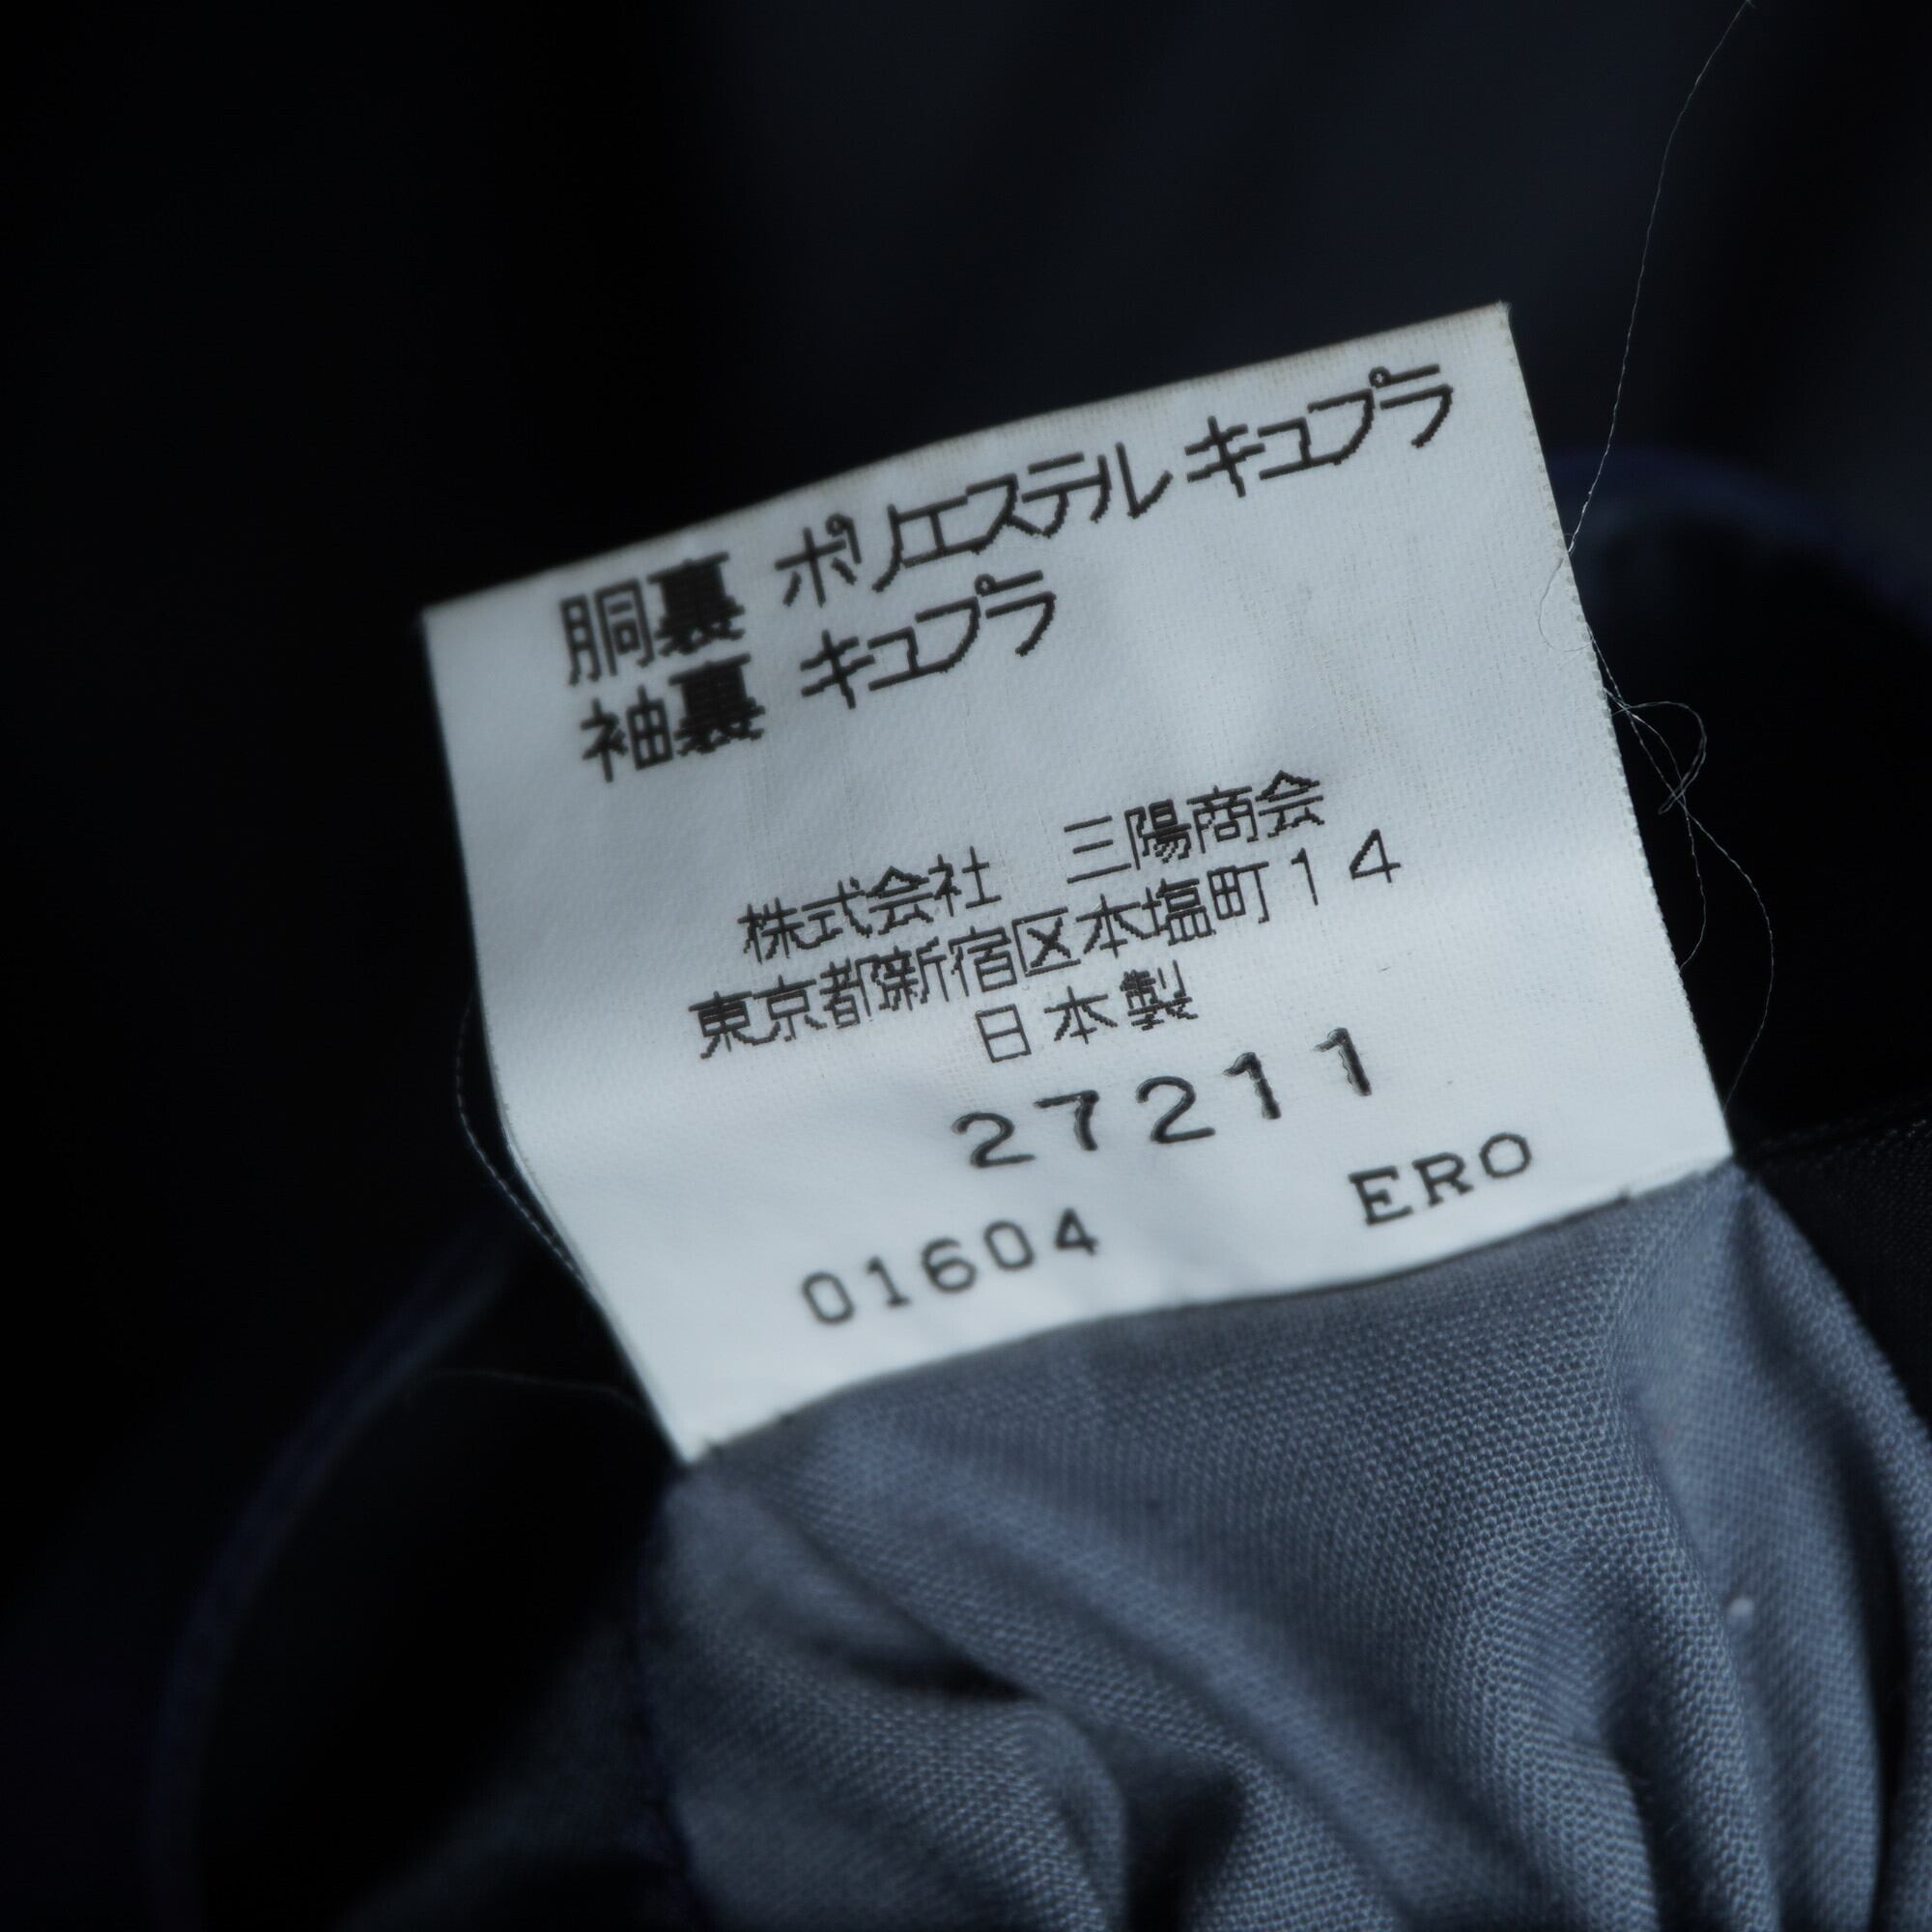 胴裏 ポリエステル キュプラ
袖裏 キュプラ
株式会社　三陽商会
東京都新宿区本塩町14
日本製
27211
01604 ERO